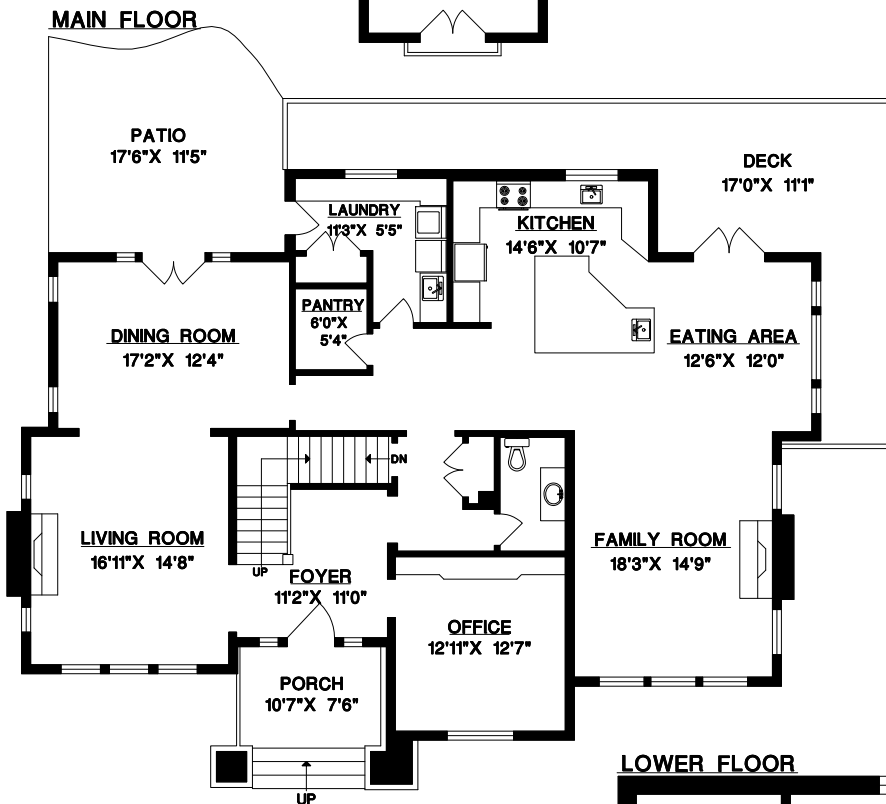 MAIN FLOOR
PATIO
17'6"X 11'5"
DECK
17'0"X 11'1"
LAUNDRY
11'3"X 5'5"
KITCHEN
14'6"X 10'7"
PANTRY
6'0"X
5'4"
DINING ROOM
17'2"X 12'4"
EATING AREA
12'6"X 12'0"
DN
LIVING ROOM
16'11"X 14'8"
UP
FOYER
11'2"X 11'0"
FAMILY ROOM
18'3"X 14'9"
OFFICE
12'11"X 12'7"
PORCH
10'7"X 7'6"
UP
LOWER FLOOR